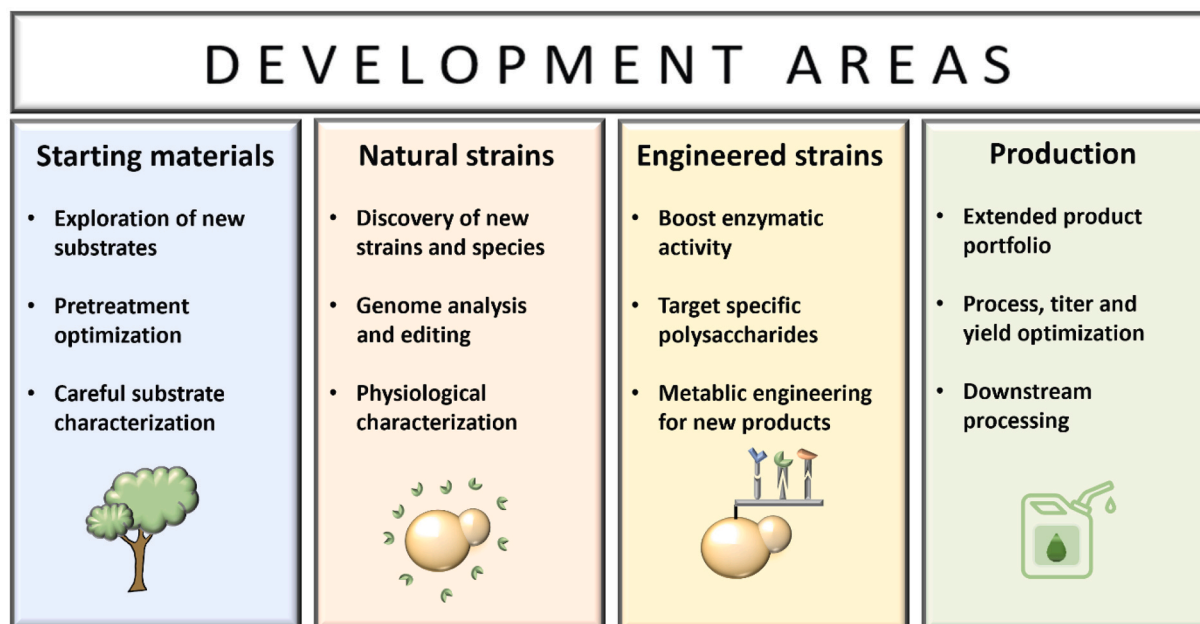 DEVELOPMENT AREAS
Starting materials
• Exploration of new
substrates
• Pretreatment
optimization
• Careful substrate
characterization
Natural strains
• Discovery of new
strains and species
• Genome analysis
and editing
• Physiological
characterization
Engineered strains
• Boost enzymatic
activity
• Target specific
polysaccharides
• Metablic engineering
for new products
Production
• Extended product
portfolio
• Process, titer and
yield optimization
• Downstream
processing